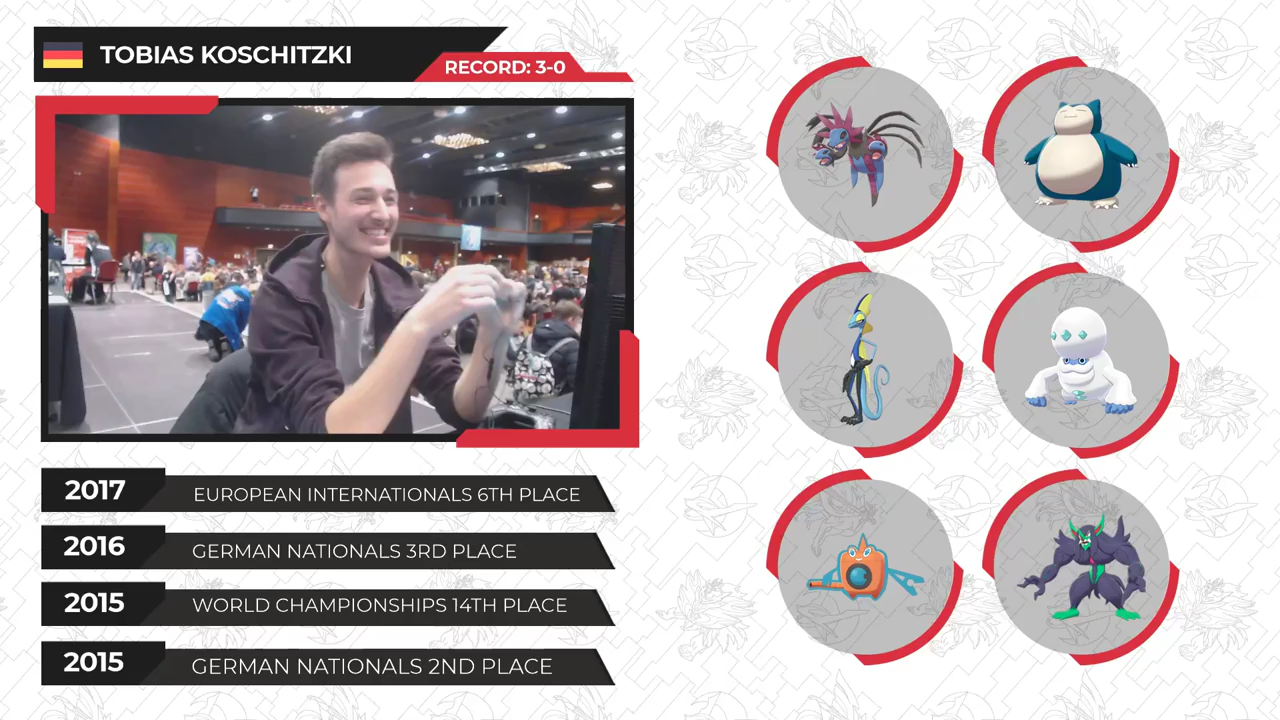 TOBIAS KOSCHITZKI
RECORD: 3-0
2017 EUROPEAN INTERNATIONALS 6TH PLACE
2016 GERMAN NATIONALS 3RD PLACE
2015 WORLD CHAMPIONSHIPS 14TH PLACE
2015 GERMAN NATIONALS 2ND PLACE